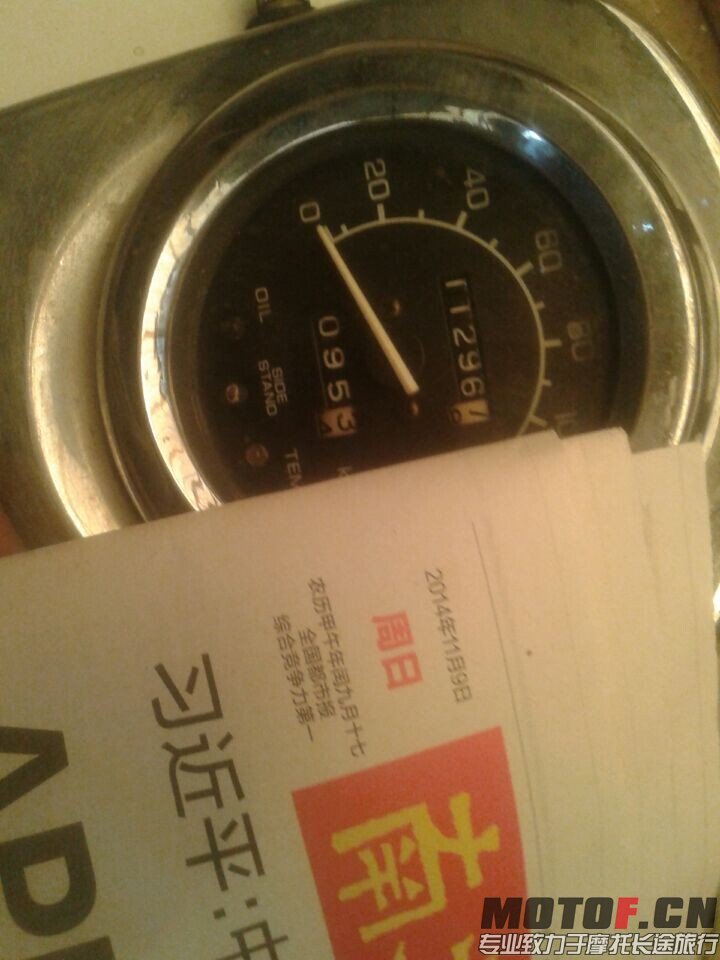 0
20
40
60
80
11296
0953
OIL
SIDE
STAND
2014年11月9日
周日
农历甲午年闰九月十七
全国都市报
综合竞争力第一
习近平：
南
MOTOF.CN
专业致力于摩托长途旅行